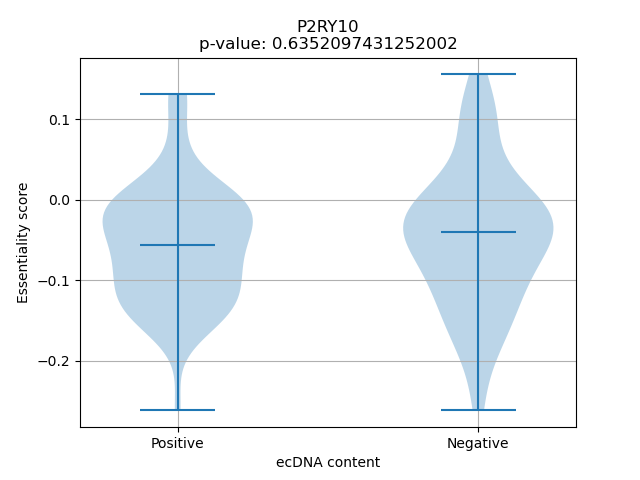 P2RY10
p-value: 0.6352097431252002
Essentiality score
0.1
0.0
−0.1
−0.2
Positive
Negative
ecDNA content